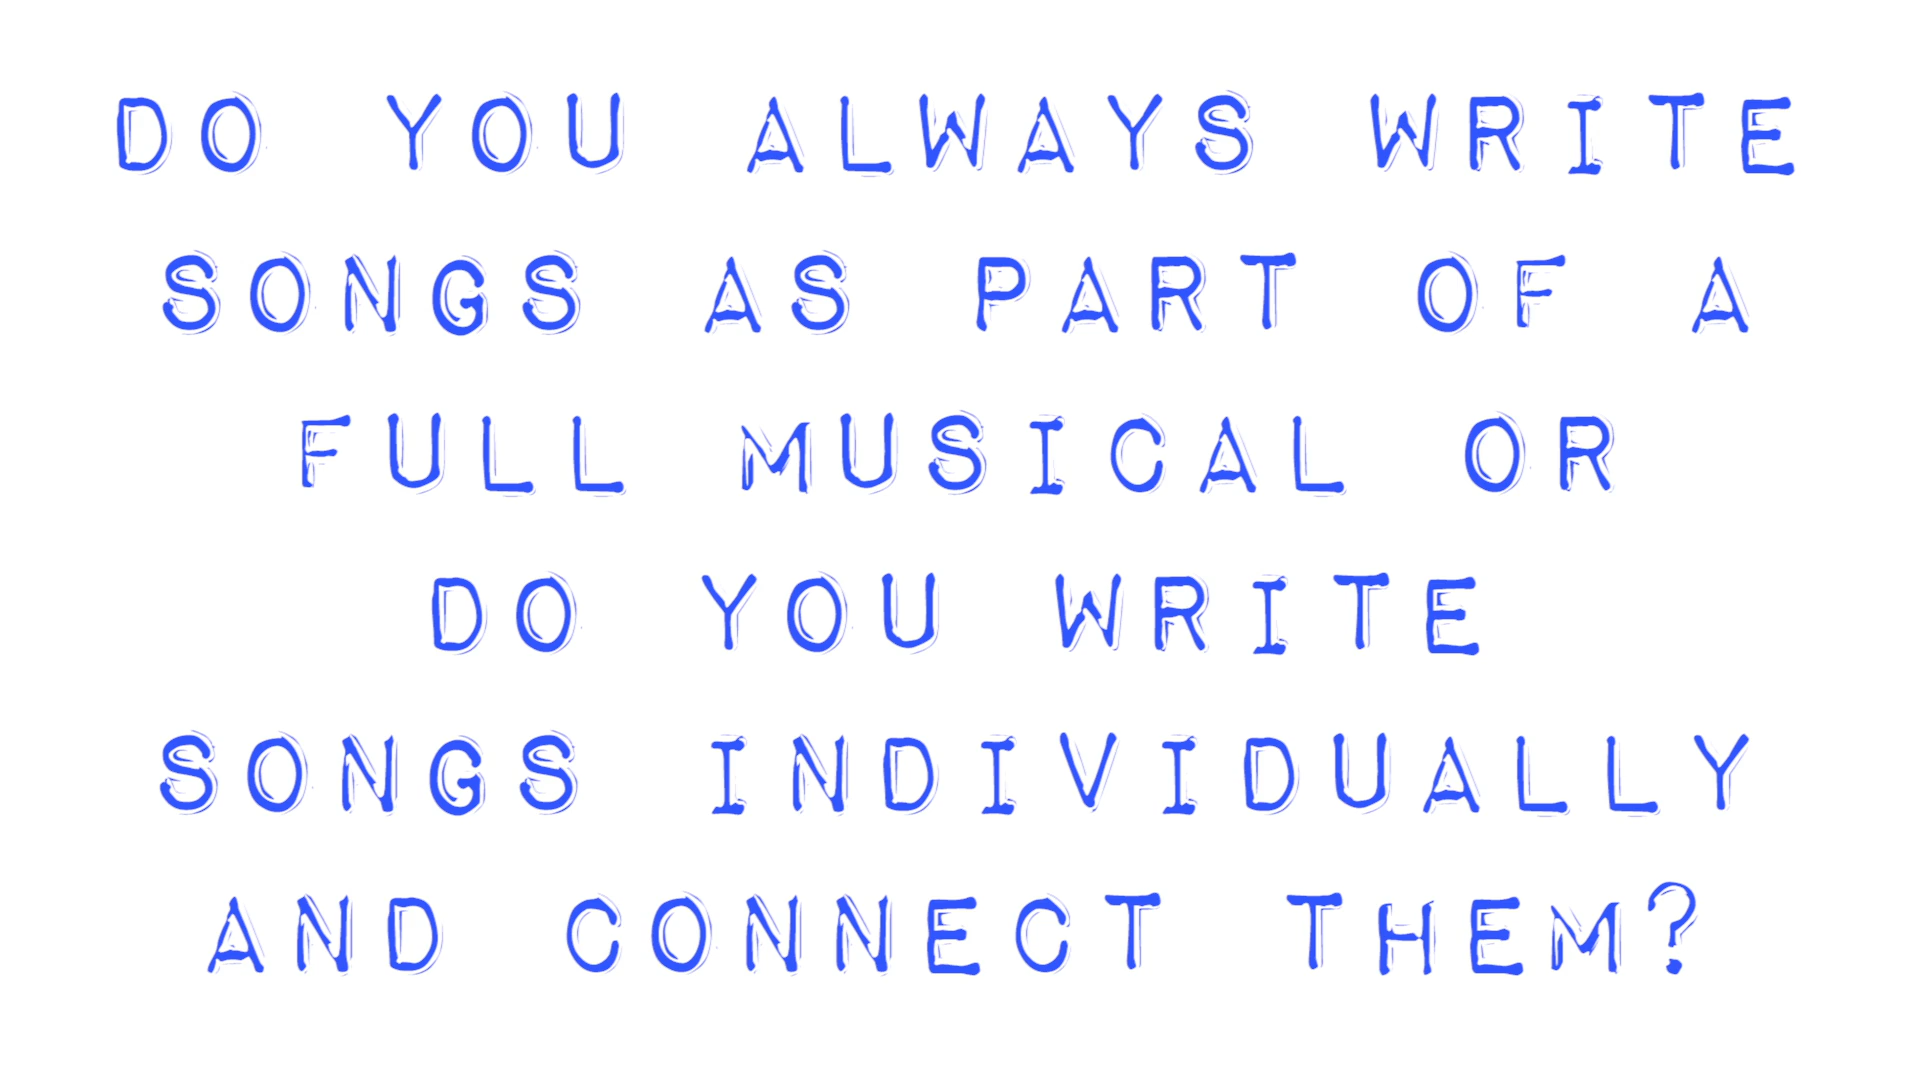 DO YOU ALWAYS WRITE
SONGS AS PART OF A
FULL MUSICAL OR
DO YOU WRITE
SONGS INDIVIDUALLY
AND CONNECT THEM?